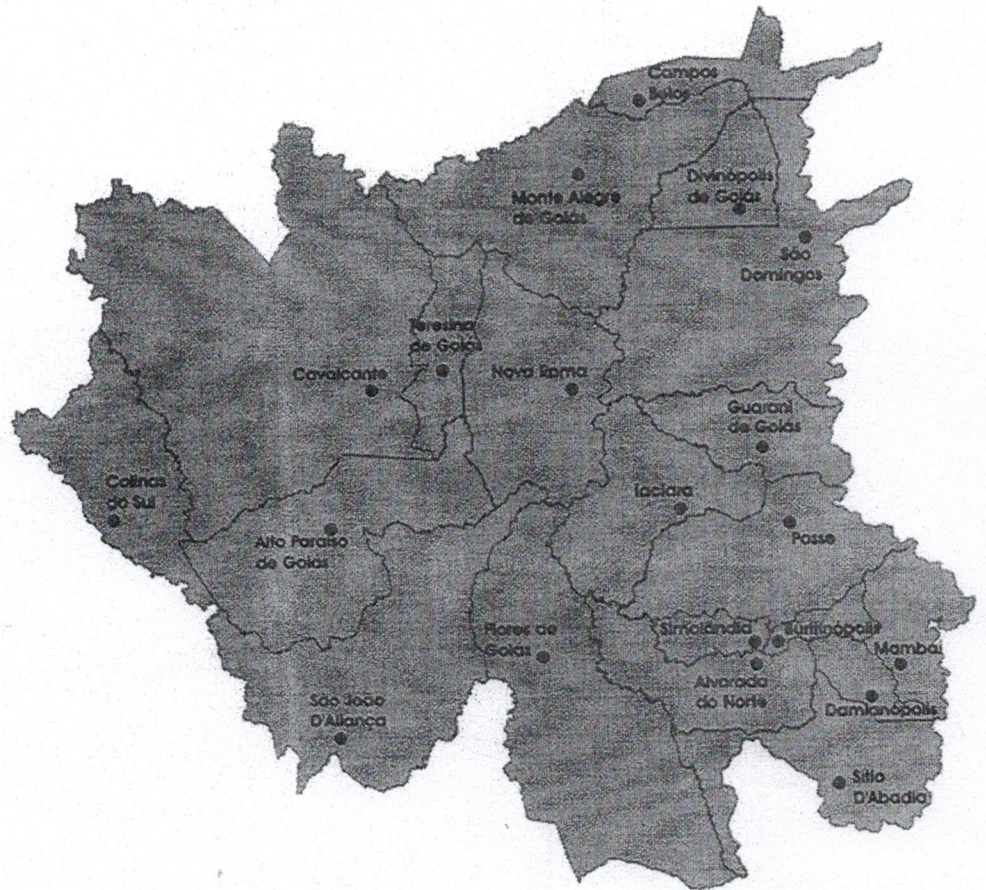 Campos
Belos
Monte Alegre
de Goiás
Divinópolis
de Goiás
São
Domingos
Teresina
de Goiás
Cavalcante
Nova Roma
Guarani
de Goiás
Colinas
do Sul
Iaciara
Alto Paraíso
de Goiás
Posse
Flores de
Goiás
Simolândia
Buritinópolis
Mambaí
Alvorada
do Norte
Damianópolis
São João
D'Aliança
Sítio
D'Abadia